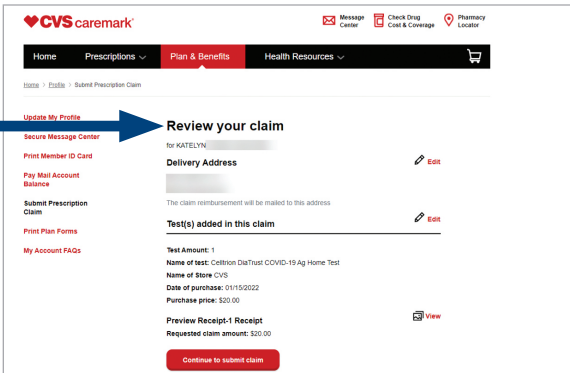 CVS caremark
Message Center
Check Drug Cost & Coverage
Pharmacy Locator
Home
Prescriptions
Plan & Benefits
Health Resources
Home > Profile > Submit Prescription Claim
Update My Profile
Secure Message Center
Print Member ID Card
Pay Mail Account
Balance
Submit Prescription
Claim
Print Plan Forms
My Account FAQs
Review your claim
for KATELYN
Delivery Address
Edit
The claim reimbursement will be mailed to this address
Test(s) added in this claim
Edit
Test Amount: 1
Name of test: Celltrion DiaTrust COVID-19 Ag Home Test
Name of Store CVS
Date of purchase: 01/15/2022
Purchase price: $20.00
Preview Receipt-1 Receipt
View
Requested claim amount: $20.00
Continue to submit claim